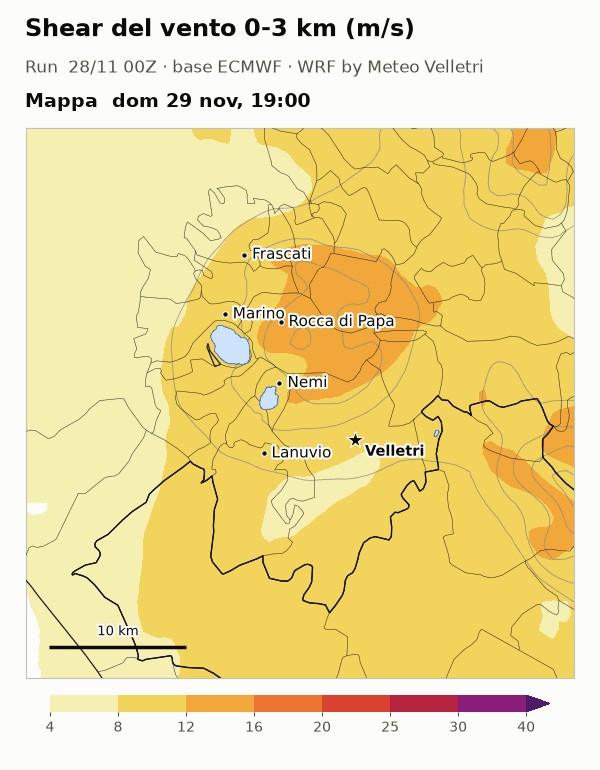 Shear del vento 0-3 km (m/s)
Run  28/11 00Z · base ECMWF · WRF by Meteo Velletri
Mappa  dom 29 nov, 19:00
Frascati
Marino
Rocca di Papa
Nemi
Velletri
Lanuvio
10 km
4 8 12 16 20 25 30 40